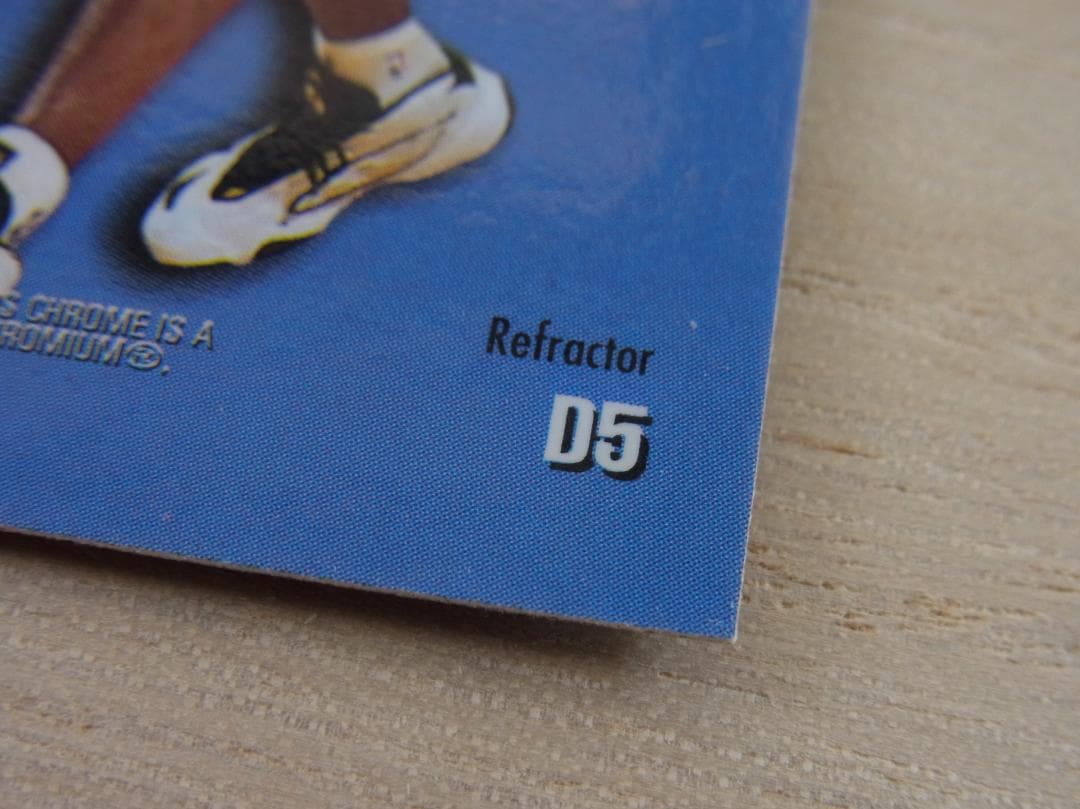 S CHROME IS A
ROMIUM®.
Refractor
D5